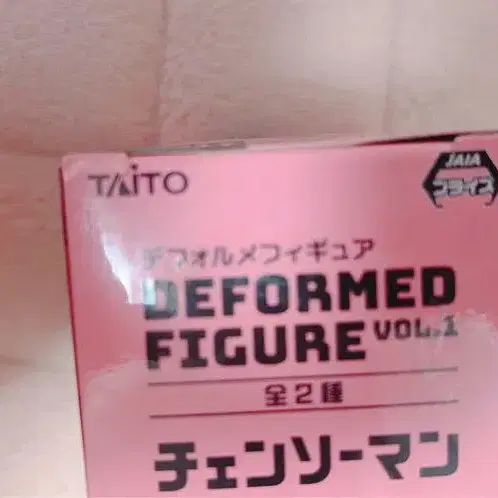 TAITO
JAIA
プライズ
デフォルメフィギュア
DEFORMED
FIGURE VOL.1
全2種
チェンソーマン